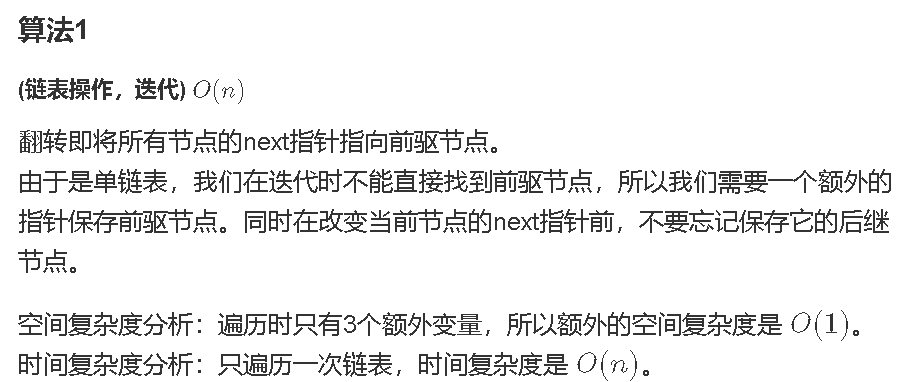 算法1
(链表操作，迭代) O(n)
翻转即将所有节点的next指针指向前驱节点。
由于是单链表，我们在迭代时不能直接找到前驱节点，所以我们需要一个额外的
指针保存前驱节点。同时在改变当前节点的next指针前，不要忘记保存它的后继
节点。
空间复杂度分析：遍历时只有3个额外变量，所以额外的空间复杂度是 O(1)。
时间复杂度分析：只遍历一次链表，时间复杂度是 O(n)。